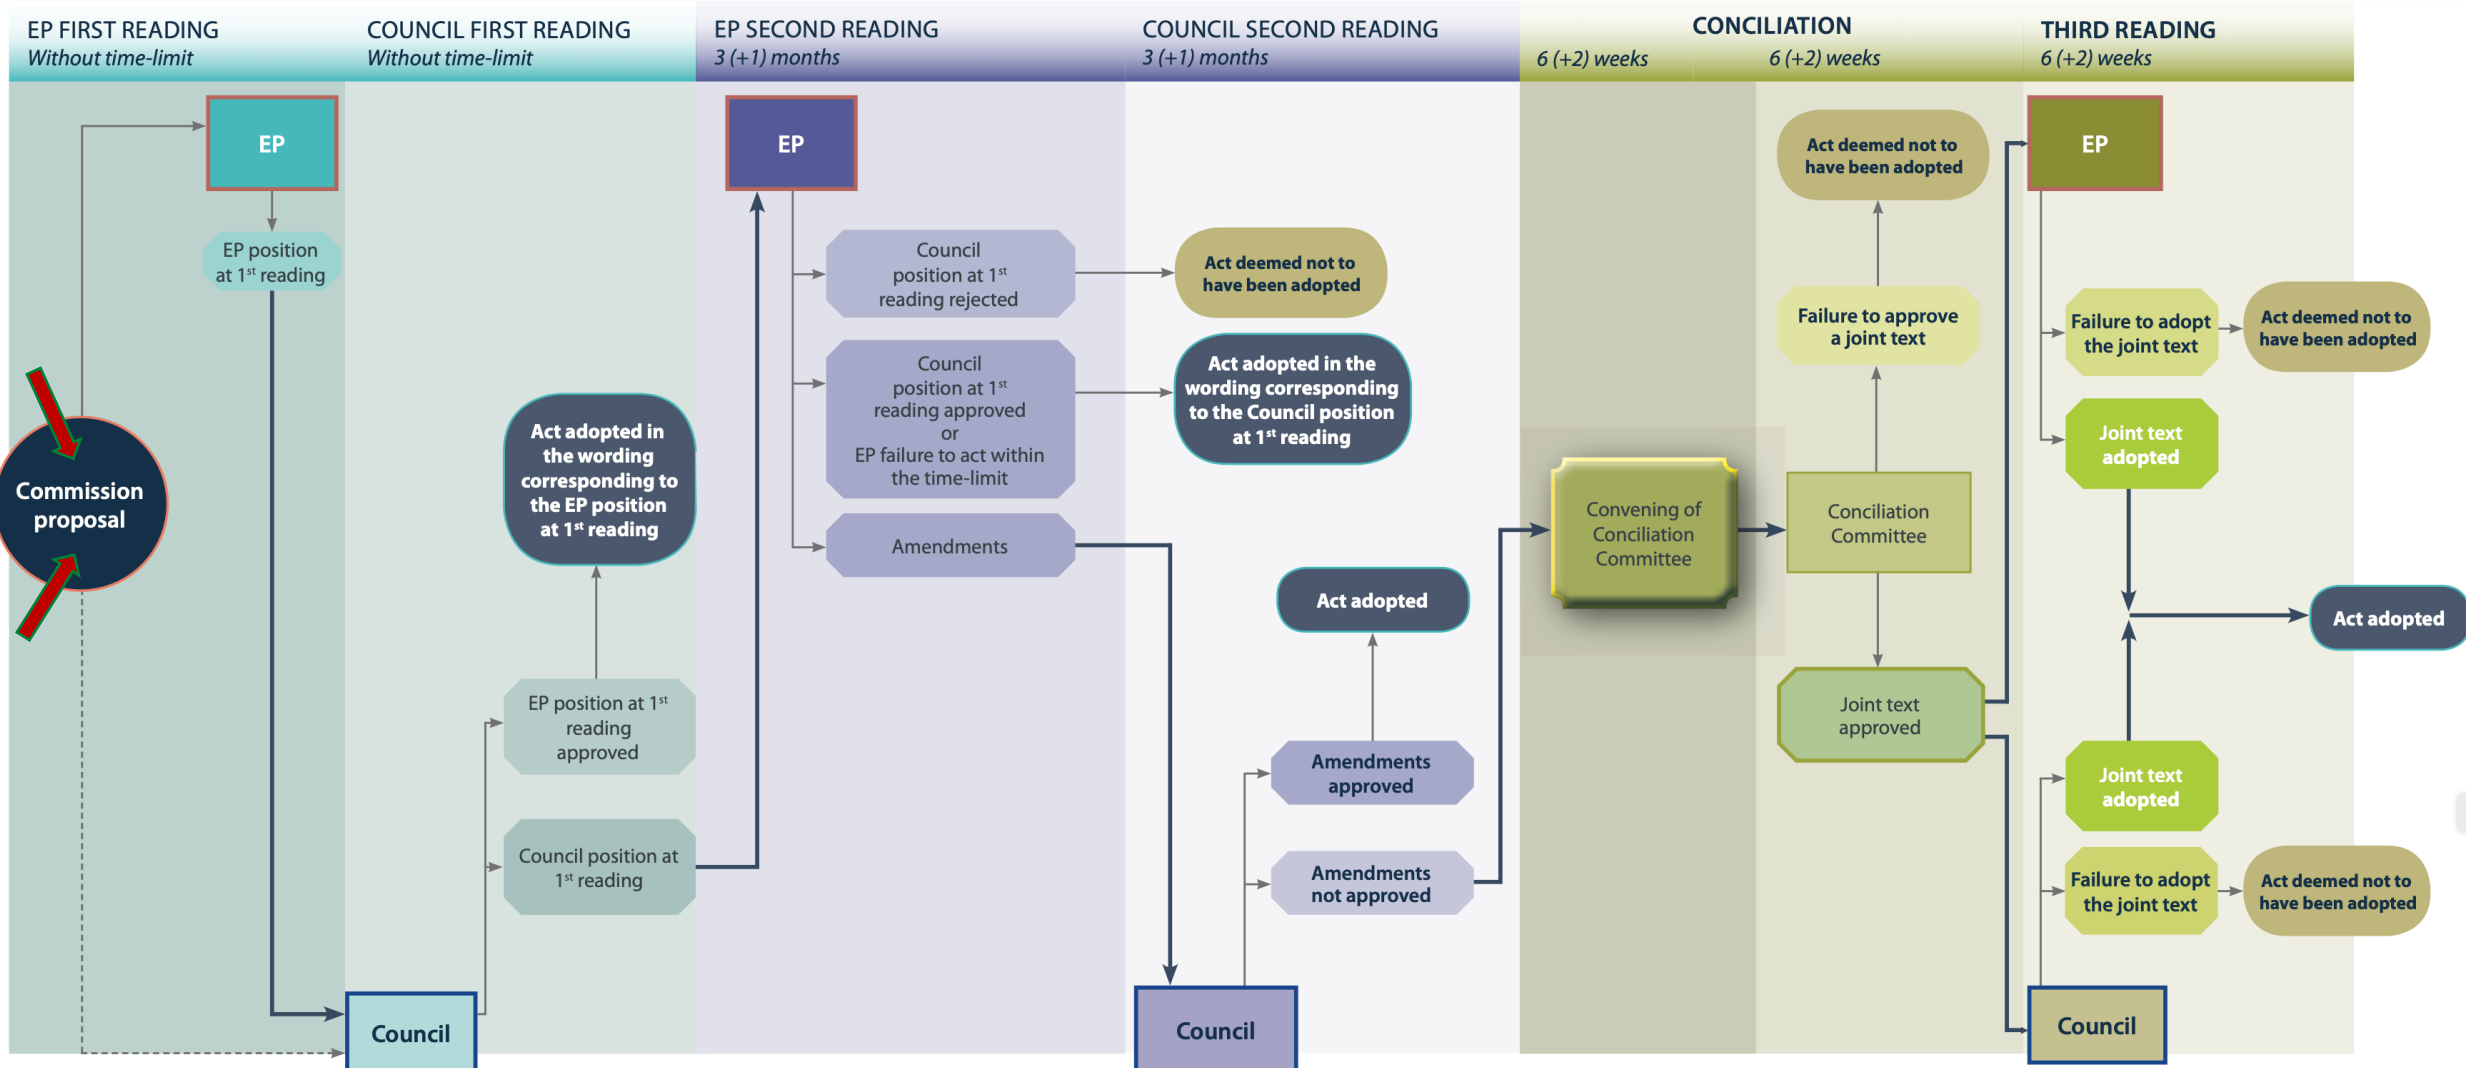 EP FIRST READING
Without time-limit
COUNCIL FIRST READING
Without time-limit
EP SECOND READING
3 (+1) months
COUNCIL SECOND READING
3 (+1) months
CONCILIATION
6 (+2) weeks
6 (+2) weeks
THIRD READING
6 (+2) weeks
Commission
proposal
EP
EP position
at 1st reading
Council
Act adopted in
the wording
corresponding to
the EP position
at 1st reading
EP position at 1st
reading
approved
Council position at
1st reading
EP
Council
position at 1st
reading rejected
Council
position at 1st
reading approved
or
EP failure to act within
the time-limit
Amendments
Act deemed not to
have been adopted
Act adopted in the
wording corresponding
to the Council position
at 1st reading
Act adopted
Amendments
approved
Amendments
not approved
Council
Convening of
Conciliation
Committee
Act deemed not to
have been adopted
Failure to approve
a joint text
Conciliation
Committee
Joint text
approved
EP
Failure to adopt
the joint text
Act deemed not to
have been adopted
Joint text
adopted
Act adopted
Joint text
adopted
Failure to adopt
the joint text
Act deemed not to
have been adopted
Council